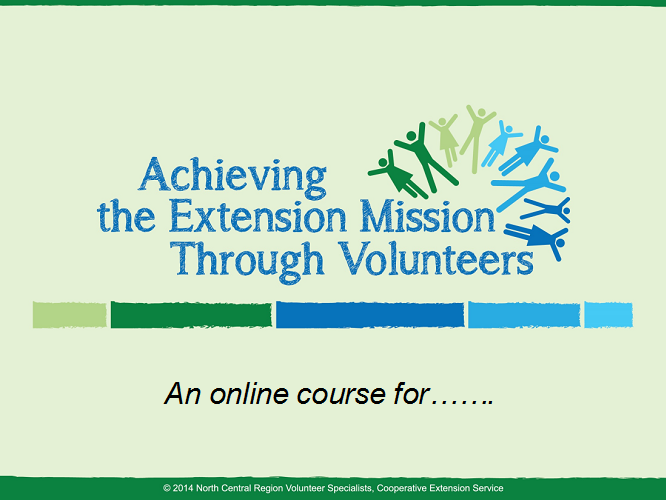 Achieving
the Extension Mission
Through Volunteers
An online course for…….
© 2014 North Central Region Volunteer Specialists, Cooperative Extension Service